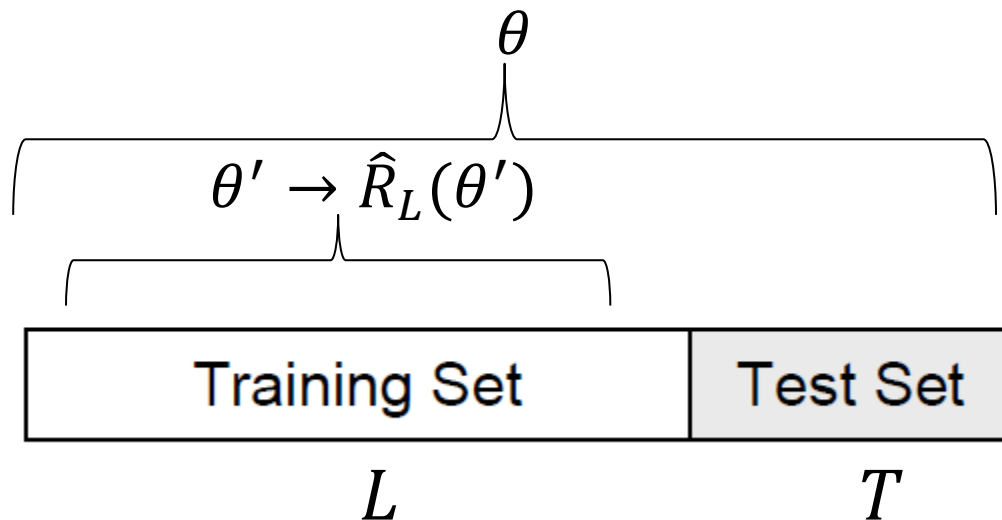 θ
θ′ → R̂_L(θ′)
Training Set Test Set
L T